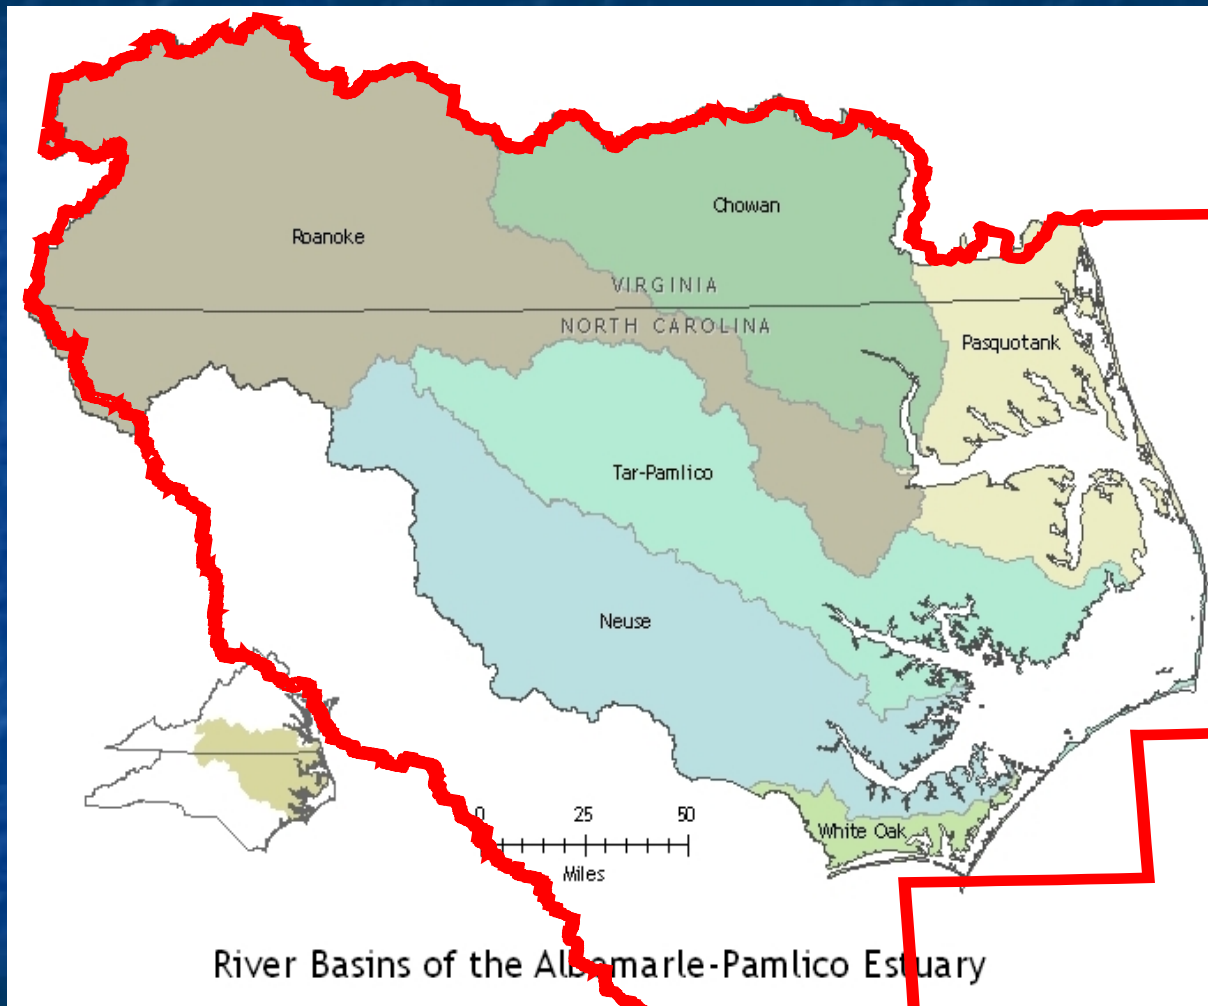 Chowan
Roanoke
VIRGINIA
NORTH CAROLINA
Pasquotank
Tar-Pamlico
Neuse
0 25 50
White Oak
Miles
River Basins of the Albemarle-Pamlico Estuary